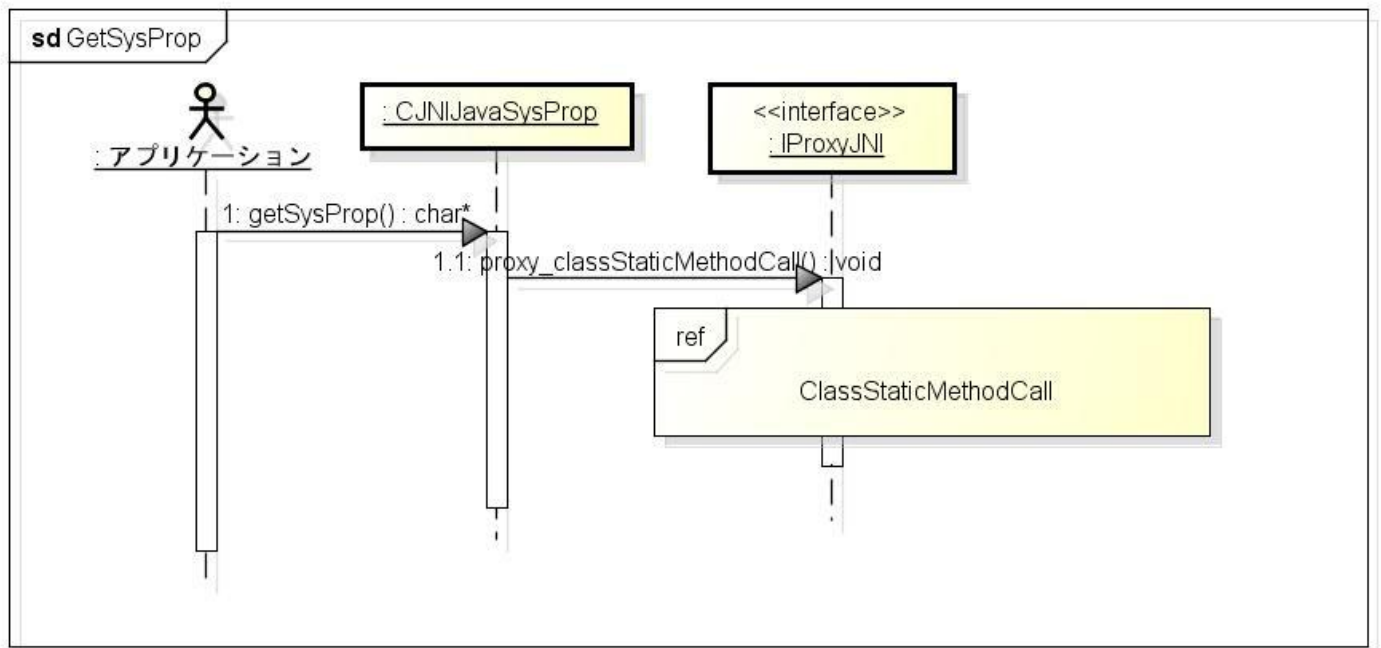 sd GetSysProp
: アプリケーション
: CJNIJavaSysProp
<<interface>>
: IProxyJNI
1: getSysProp() : char*
1.1: proxy_classStaticMethodCall() : void
ref
ClassStaticMethodCall